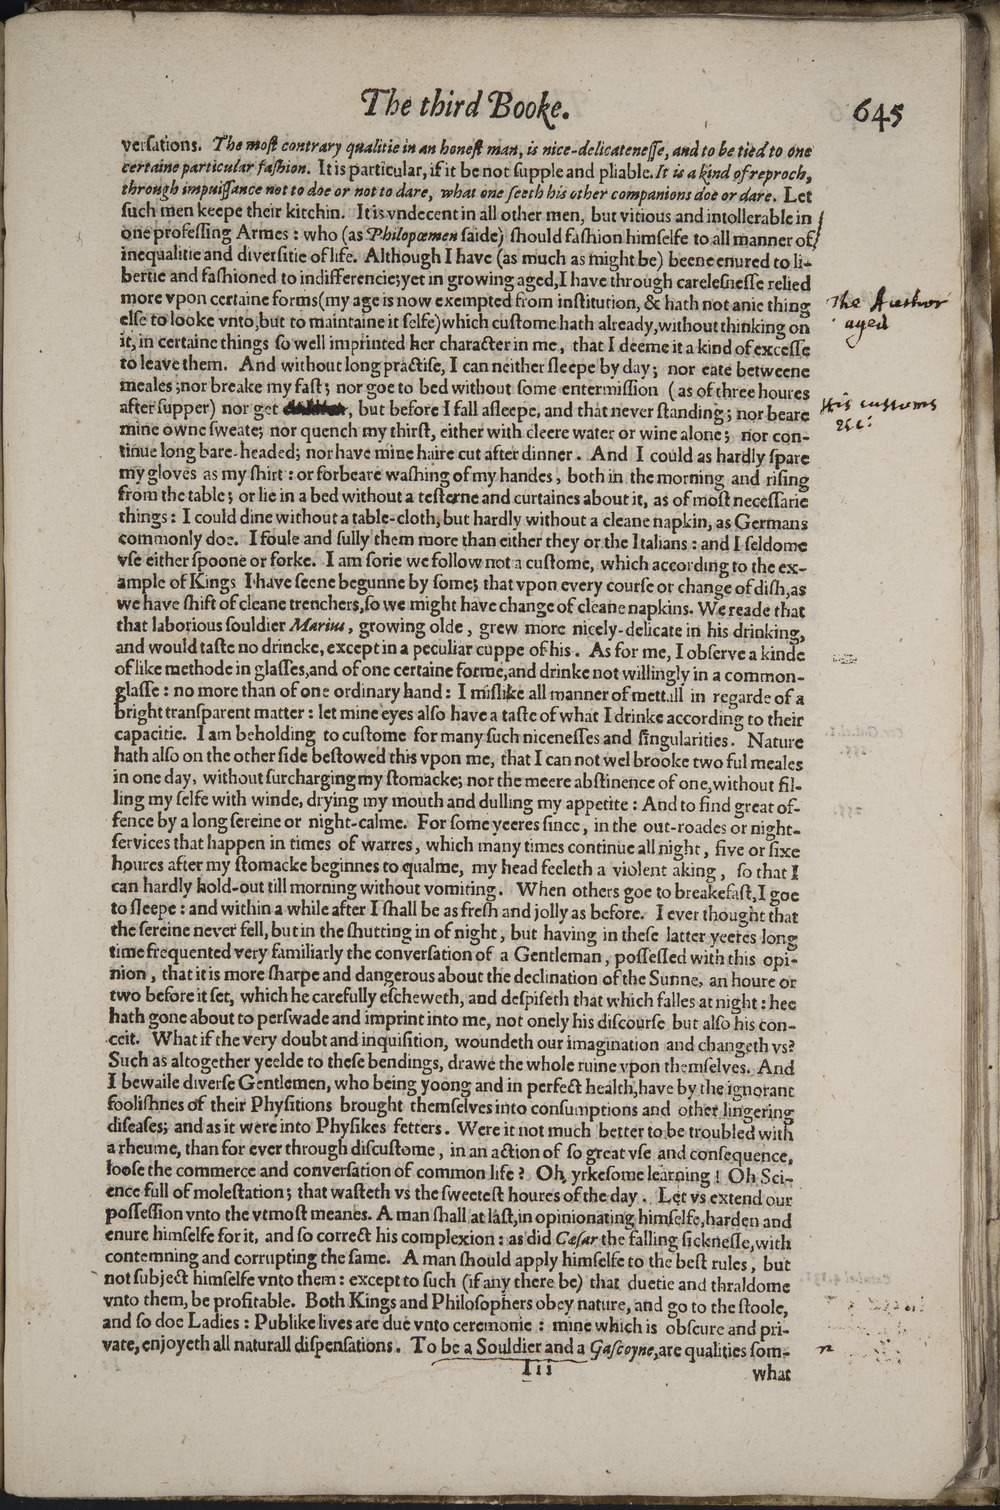 The third Booke.
645
verſations. The moſt contrary qualitie in an honeſt man, is nice-delicateneſſe, and to be tied to one
certaine particular faſhion. It is particular, if it be not ſupple and pliable. It is a kind of reproch,
through impuiſſance not to doe or not to dare, what one ſeeth his other companions doe or dare. Let
ſuch men keepe their kitchin. It is vndecent in all other men, but vitious and intollerable in
one profeſſing Armes : who (as Philopœmen ſaide) ſhould faſhion himſelfe to all manner of
inequalitie and diverſitie of life. Although I have (as much as might be) beene enured to li-
bertie and faſhioned to indifferencie; yet in growing aged, I have through careleſneſſe relied
more vpon certaine forms (my age is now exempted from inſtitution, & hath not anie thing
The Author
elſe to looke vnto, but to maintaine it ſelfe) which cuſtome hath already, without thinking on
aged
it, in certaine things ſo well imprinted her character in me, that I deeme it a kind of exceſſe
to leave them. And without long practiſe, I can neither ſleepe by day; nor eate betweene
meales; nor breake my faſt; nor goe to bed without ſome entermiſſion (as of three houres
after ſupper) nor get , but before I fall aſleepe, and that never ſtanding; nor beare
His customs
mine owne ſweate; nor quench my thirſt, either with cleere water or wine alone; nor con-
&c:
tinue long bare-headed; nor have mine haire cut after dinner. And I could as hardly ſpare
my gloves as my ſhirt : or forbeare waſhing of my handes, both in the morning and riſing
from the table; or lie in a bed without a teſterne and curtaines about it, as of moſt neceſſarie
things : I could dine without a table-cloth, but hardly without a cleane napkin, as Germans
commonly doe. I foule and ſully them more than either they or the Italians : and I ſeldome
vſe either ſpoone or forke. I am ſorie we follow not a cuſtome, which according to the ex-
ample of Kings I have ſeene begunne by ſome; that vpon every courſe or change of diſh, as
we have ſhift of cleane trenchers, ſo we might have change of cleane napkins. We reade that
that laborious ſouldier Marius, growing olde, grew more nicely-delicate in his drinking,
and would taſte no drincke, except in a peculiar cuppe of his. As for me, I obſerve a kinde
of like methode in glaſſes, and of one certaine forme, and drinke not willingly in a common-
glaſſe : no more than of one ordinary hand : I miſlike all manner of mettall in regarde of a
bright tranſparent matter : let mine eyes alſo have a taſte of what I drinke according to their
capacitie. I am beholding to cuſtome for many ſuch niceneſſes and ſingularities. Nature
hath alſo on the other ſide beſtowed this vpon me, that I can not wel brooke two ful meales
in one day, without ſurcharging my ſtomacke; nor the meere abſtinence of one, without fil-
ling my ſelfe with winde, drying my mouth and dulling my appetite : And to find great of-
fence by a long ſereine or night-calme. For ſome yeeres ſince, in the out-roades or night-
ſervices that happen in times of warres, which many times continue all night, five or ſixe
houres after my ſtomacke beginnes to qualme, my head feeleth a violent aking, ſo that I
can hardly hold-out till morning without vomiting. When others goe to breakefaſt, I goe
to ſleepe : and within a while after I ſhall be as freſh and jolly as before. I ever thought that
the ſereine never fell, but in the ſhutting in of night, but having in theſe latter yeeres long
time frequented very familiarly the converſation of a Gentleman, poſſeſſed with this opi-
nion, that it is more ſharpe and dangerous about the declination of the Sunne, an houre or
two before it ſet, which he carefully eſcheweth, and deſpiſeth that which falles at night : hee
hath gone about to perſwade and imprint into me, not onely his diſcourſe but alſo his con-
ceit. What if the very doubt and inquiſition, woundeth our imagination and changeth vs?
Such as altogether yeelde to theſe bendings, drawe the whole ruine vpon themſelves. And
I bewaile diverſe Gentlemen, who being yoong and in perfect health, have by the ignorant
fooliſhnes of their Phyſitions brought themſelves into conſumptions and other lingering
diſeaſes; and as it were into Phyſikes fetters. Were it not much better to be troubled with
a rheume, than for ever through diſcuſtome, in an action of ſo great vſe and conſequence,
looſe the commerce and converſation of common life ? Oh yrkeſome learning ! Oh Sci-
ence full of moleſtation; that waſteth vs the ſweeteſt houres of the day. Let vs extend our
poſſeſſion vnto the vtmoſt meanes. A man ſhall at laſt, in opinionating himſelfe, harden and
enure himſelfe for it, and ſo correct his complexion : as did Cæſar the falling ſickneſſe, with
contemning and corrupting the ſame. A man ſhould apply himſelfe to the beſt rules, but
not ſubject himſelfe vnto them : except to ſuch (if any there be) that duetie and thraldome
vnto them, be profitable. Both Kings and Philoſophers obey nature, and go to the ſtoole,
and ſo doe Ladies : Publike lives are due vnto ceremonie : mine which is obſcure and pri-
vate, enjoyeth all naturall diſpenſations. To be a Souldier and a Gaſcoyne, are qualities ſom-
Iii
what